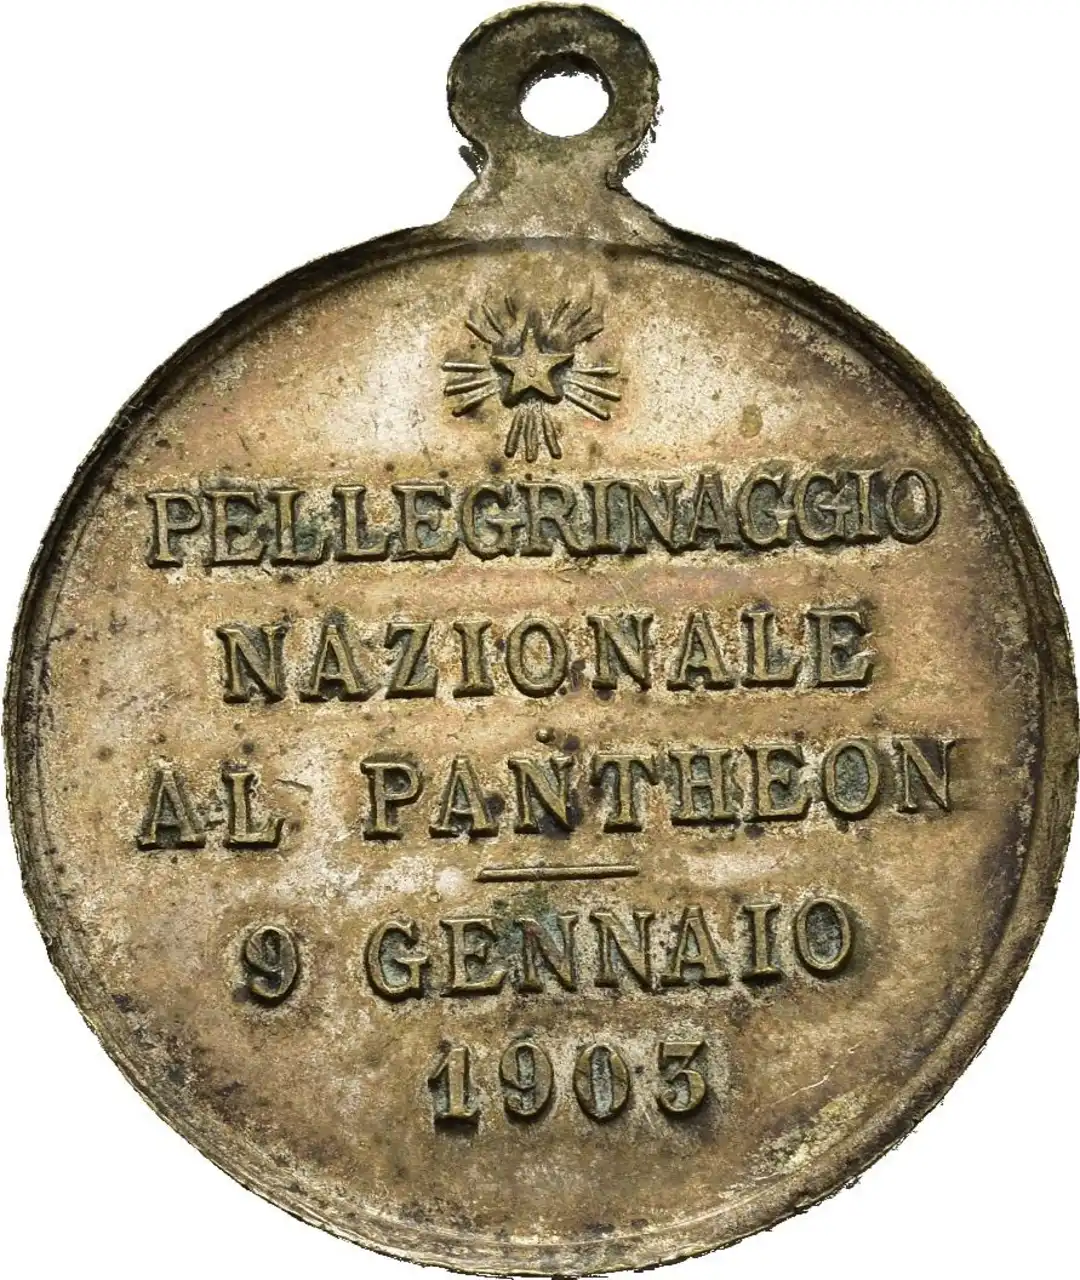 PELLEGRINAGGIO
NAZIONALE
AL PANTHEON
9 GENNAIO
1903